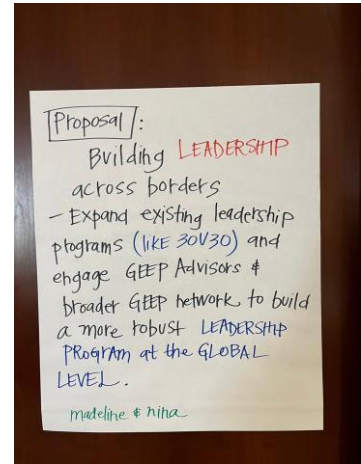 Proposal:
Building LEADERSHIP
across borders
- Expand existing leadership
programs (like 30V30) and
engage GEEP Advisors &
broader GEEP network to build
a more robust LEADERSHIP
PROGRAM at the GLOBAL
LEVEL.
madeline & nina